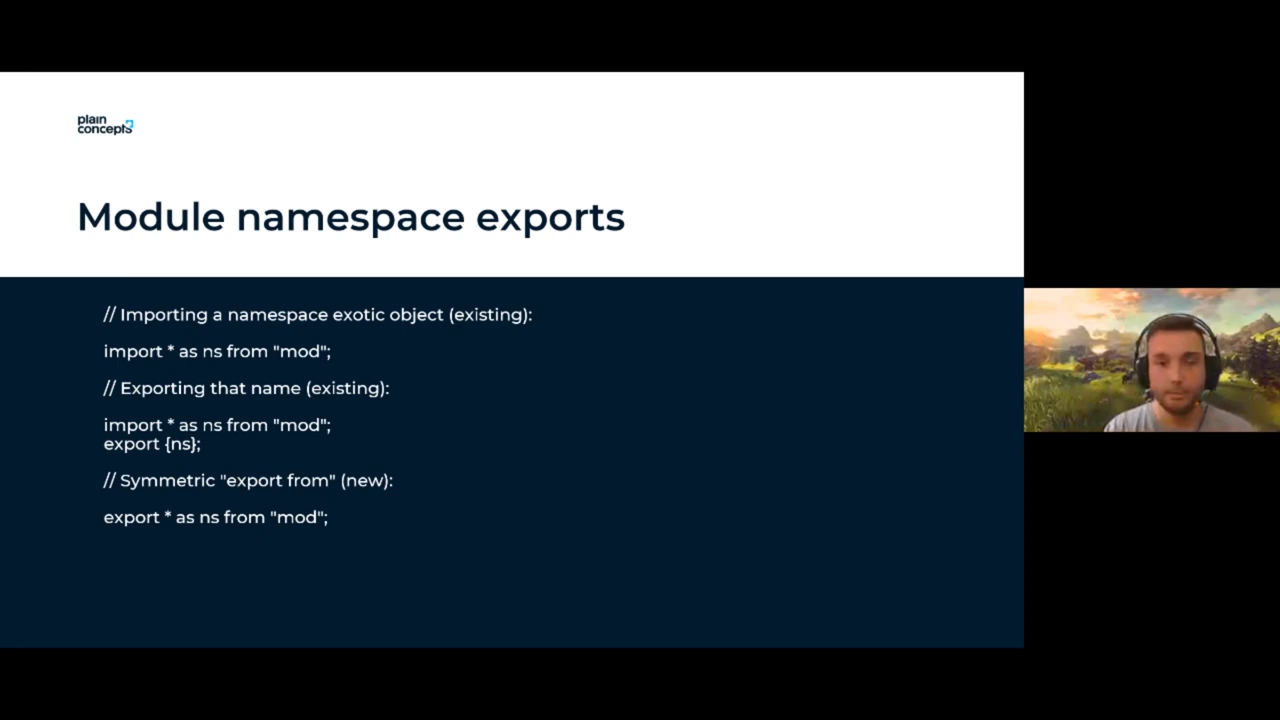 plain
concepts
Module namespace exports
// Importing a namespace exotic object (existing):
import * as ns from "mod";
// Exporting that name (existing):
import * as ns from "mod";
export {ns};
// Symmetric "export from" (new):
export * as ns from "mod";